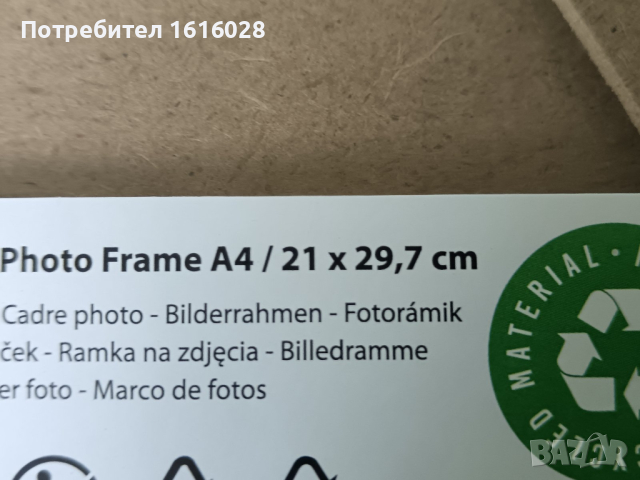 Потребител 1616028
Photo Frame A4 / 21 x 29,7 cm
Cadre photo - Bilderrahmen - Fotorámik
ček - Ramka na zdjęcia - Billedramme
er foto - Marco de fotos
MATERIAL
BAZAR